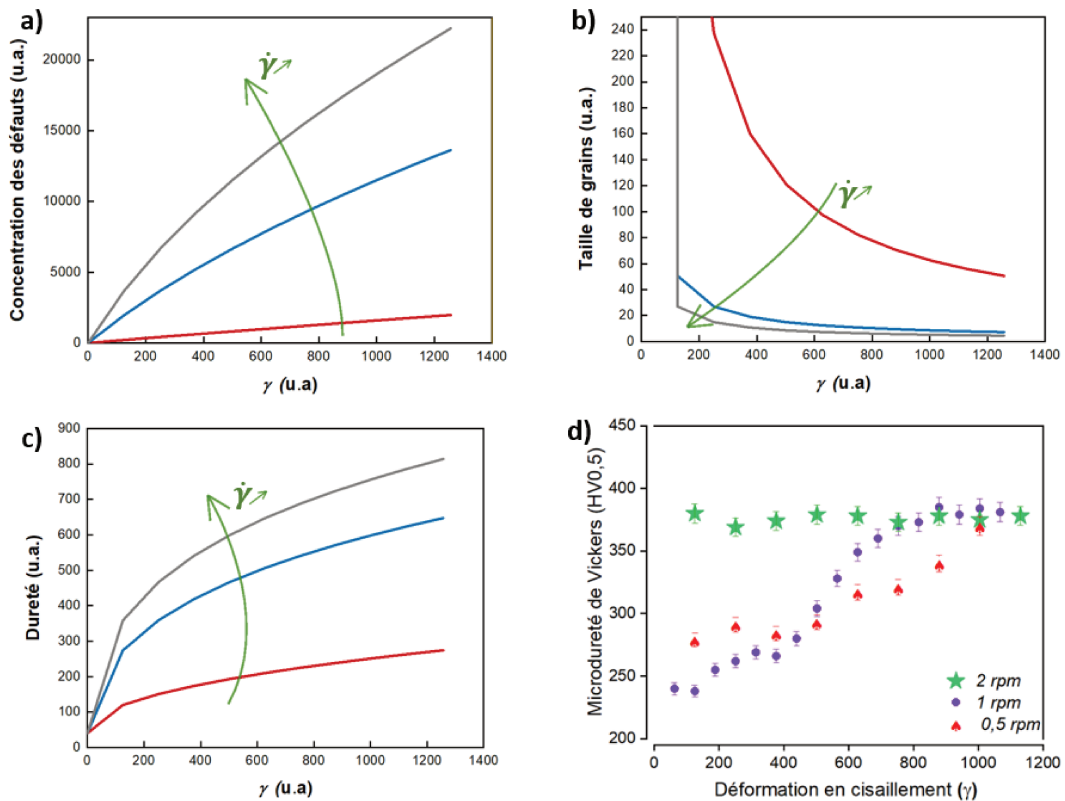 a)
Concentration des défauts (u.a.)
20000
15000
10000
5000
0
γ̇↗
0 200 400 600 800 1000 1200 1400
γ (u.a)
b)
Taille de grains (u.a.)
240
220
200
180
160
140
120
100
80
60
40
20
0
γ̇↗
0 200 400 600 800 1000 1200 1400
γ (u.a)
c)
Dureté (u.a.)
900
800
700
600
500
400
300
200
100
0
γ̇↗
0 200 400 600 800 1000 1200 1400
γ (u.a)
d)
Microdureté de Vickers (HV0,5)
450
400
350
300
250
200
2 rpm
1 rpm
0,5 rpm
0 200 400 600 800 1000 1200
Déformation en cisaillement (γ)